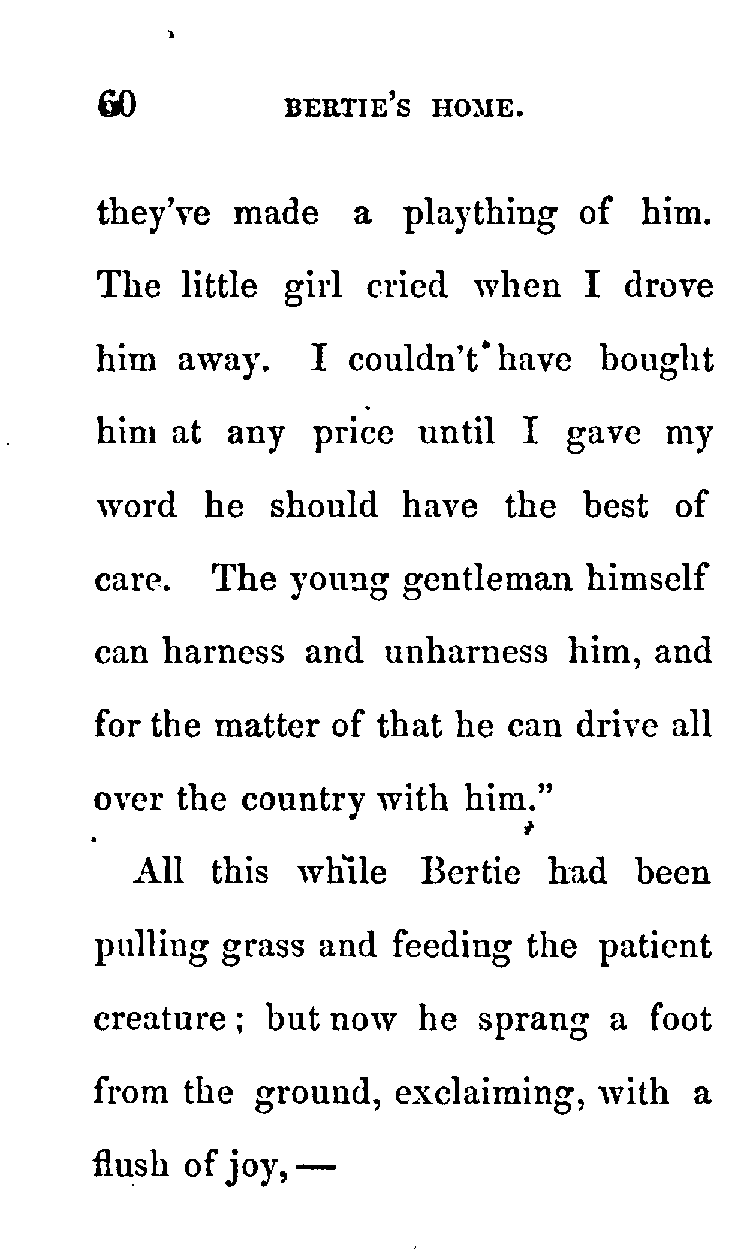 60 BERTIE'S HOME.
they've made a plaything of him.
The little girl cried when I drove
him away. I couldn't have bought
him at any price until I gave my
word he should have the best of
care. The young gentleman himself
can harness and unharness him, and
for the matter of that he can drive all
over the country with him."
All this while Bertie had been
pulling grass and feeding the patient
creature; but now he sprang a foot
from the ground, exclaiming, with a
flush of joy,—